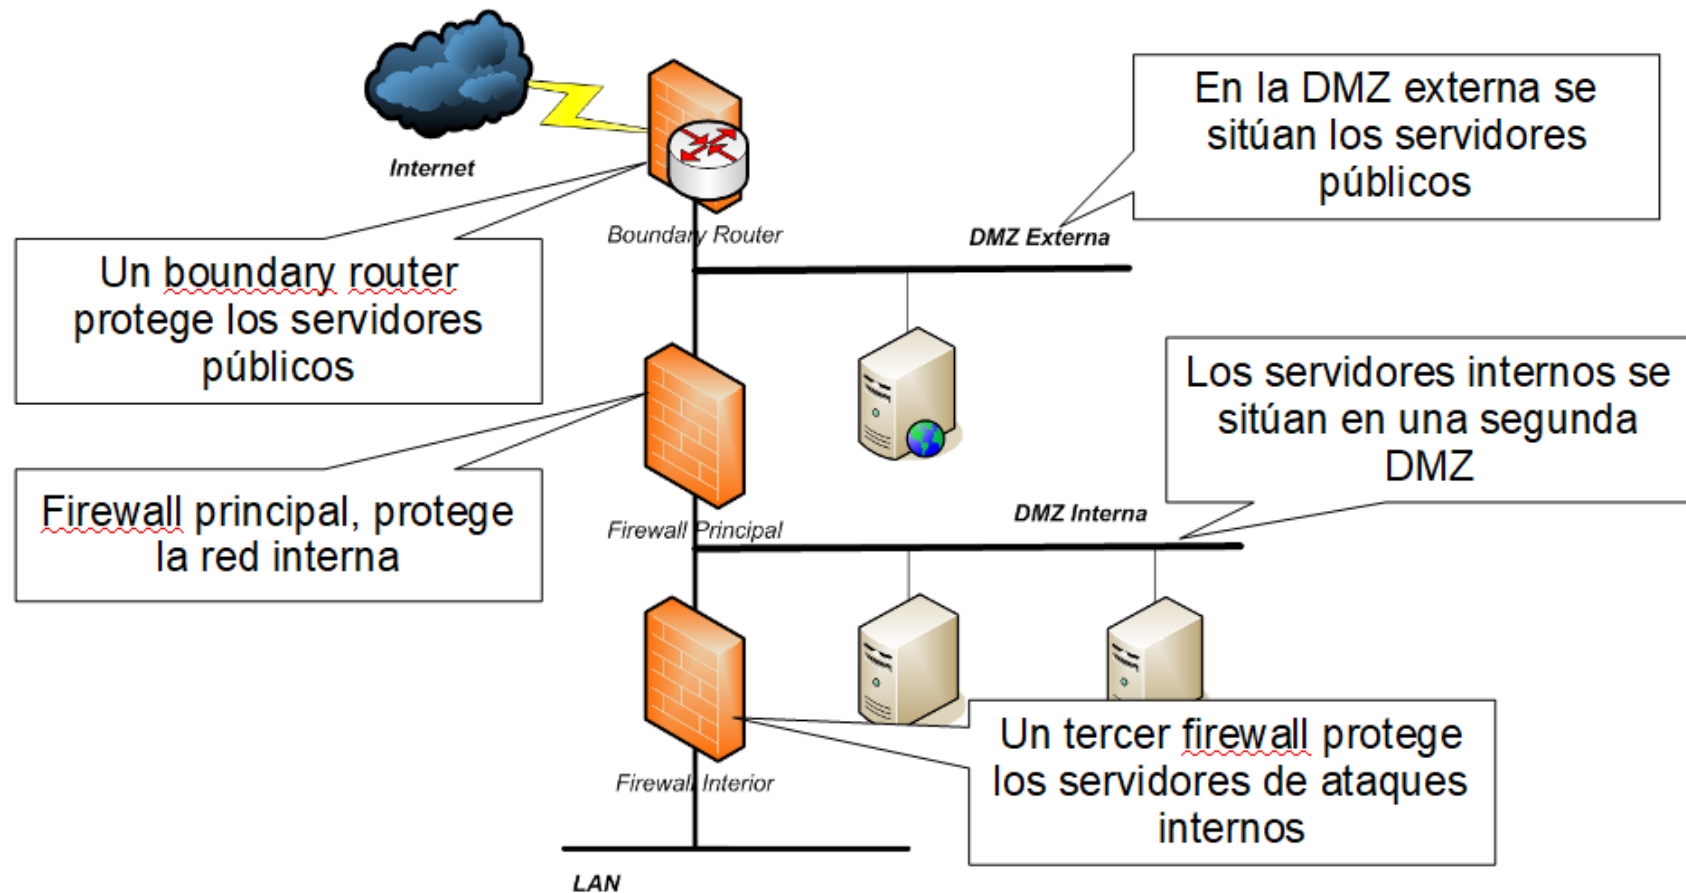 Internet
En la DMZ externa se
sitúan los servidores
públicos
Boundary Router
DMZ Externa
Un boundary router
protege los servidores
públicos
Los servidores internos se
sitúan en una segunda
DMZ
Firewall principal, protege
la red interna
Firewall Principal
DMZ Interna
Un tercer firewall protege
los servidores de ataques
internos
Firewall Interior
LAN